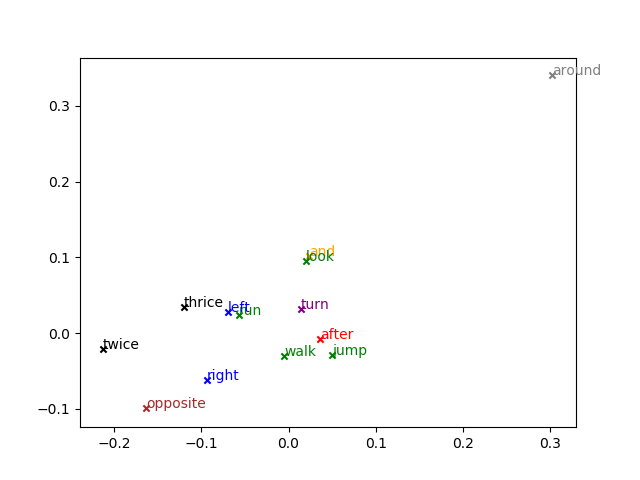 around
0.3
0.2
and
0.1
look
thrice
left
run
turn
0.0
after
twice
walk
jump
right
opposite
−0.1
−0.2
−0.1
0.0
0.1
0.2
0.3